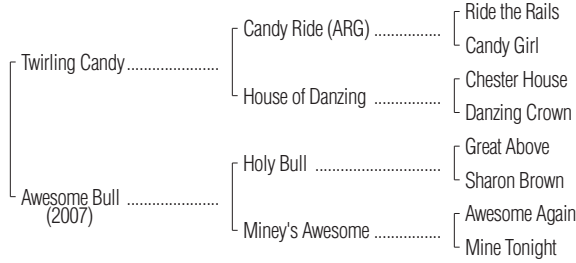 Ride the Rails
Candy Ride (ARG) ................
Candy Girl
Twirling Candy......................
Chester House
House of Danzing ................
Danzing Crown
Great Above
Holy Bull ..............................
Sharon Brown
Awesome Bull ......................
(2007)
Awesome Again
Miney's Awesome ................
Mine Tonight